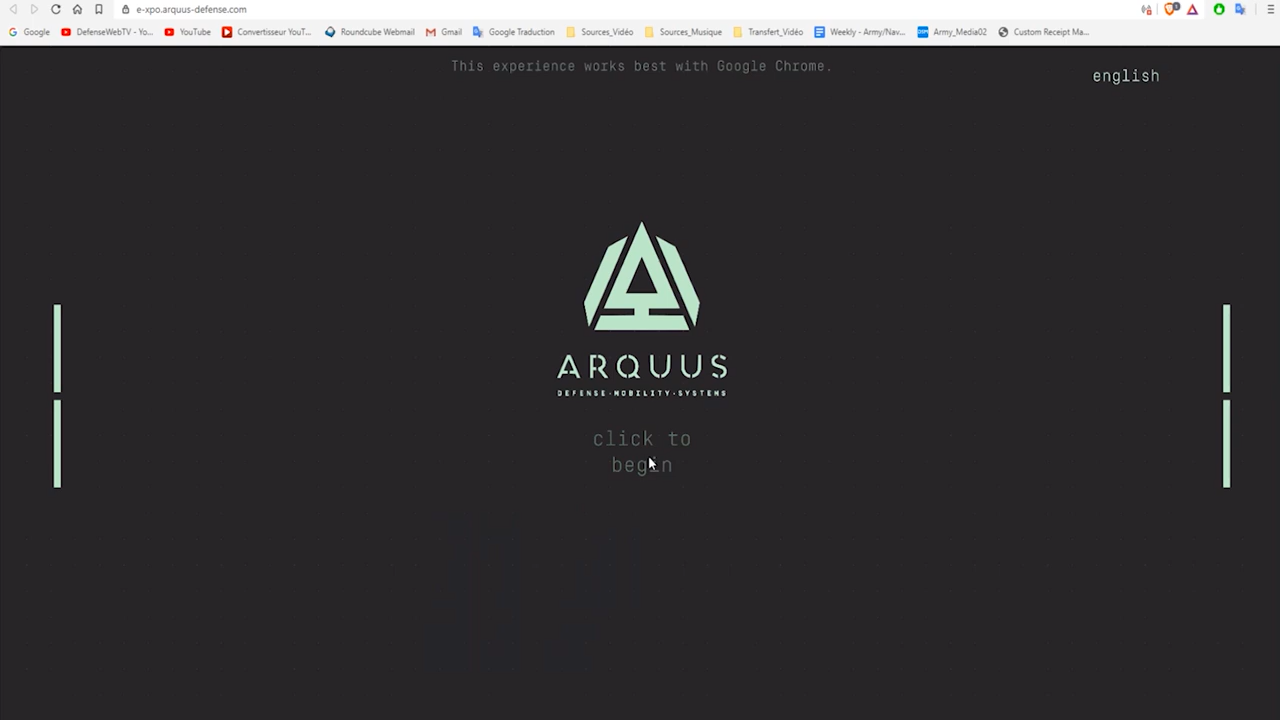 e-xpo.arquus-defense.com
Google DefenseWebTV - Yo... YouTube Convertisseur YouT... Roundcube Webmail Gmail Google Traduction Sources_Vidéo Sources_Musique Transfert_Vidéo Weekly - Army/Nav... Army_Media02 Custom Receipt Ma...
This experience works best with Google Chrome.
english
ARQUUS
DEFENSE·MOBILITY·SYSTEMS
click to
begin